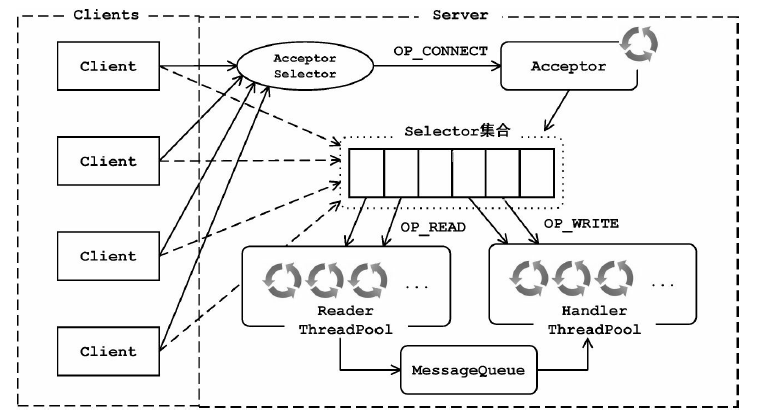 Clients
Server
Client
Acceptor
Selector
OP_CONNECT
Acceptor
Client
Selector集合
OP_READ
OP_WRITE
Client
...
...
Reader
ThreadPool
Handler
ThreadPool
Client
MessageQueue